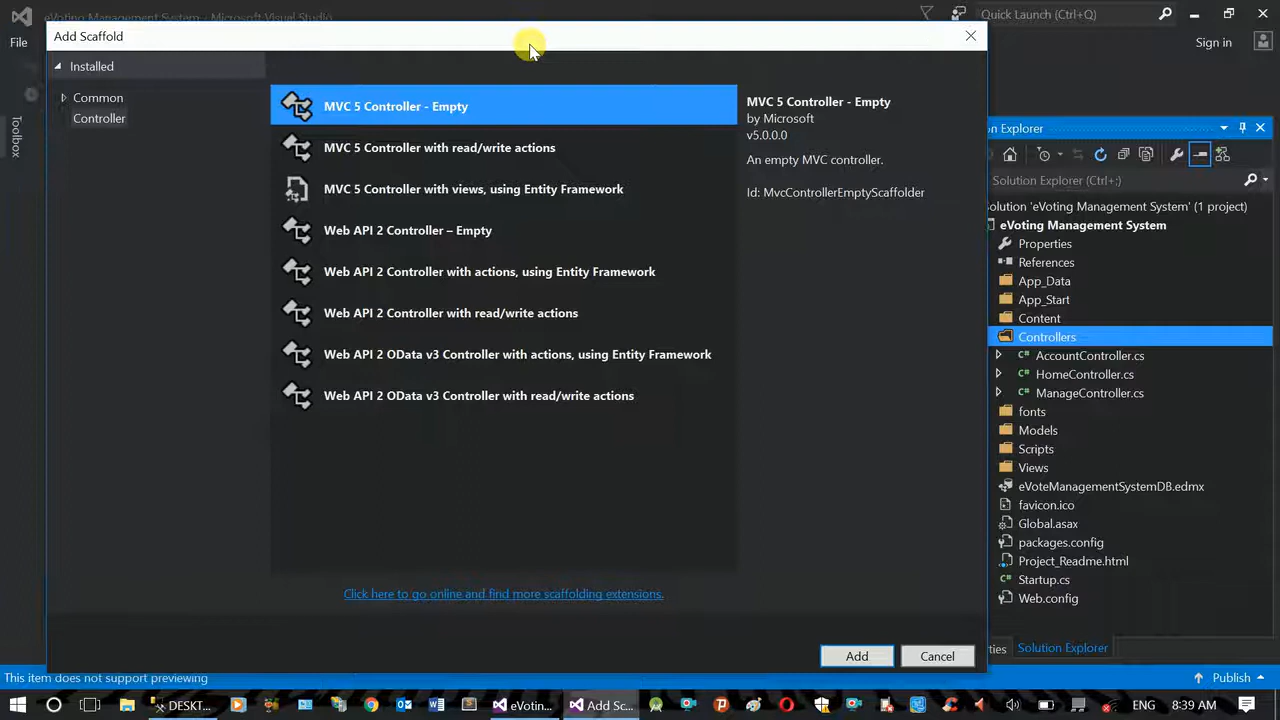 eVoting Management System - Microsoft Visual Studio
Quick Launch (Ctrl+Q)
File
Sign in
Toolbox
Add Scaffold
Installed
Common
Controller
MVC 5 Controller - Empty
MVC 5 Controller with read/write actions
MVC 5 Controller with views, using Entity Framework
Web API 2 Controller – Empty
Web API 2 Controller with actions, using Entity Framework
Web API 2 Controller with read/write actions
Web API 2 OData v3 Controller with actions, using Entity Framework
Web API 2 OData v3 Controller with read/write actions
Click here to go online and find more scaffolding extensions.
MVC 5 Controller - Empty
by Microsoft
v5.0.0.0
An empty MVC controller.
Id: MvcControllerEmptyScaffolder
Add
Cancel
on Explorer
Solution Explorer (Ctrl+;)
olution 'eVoting Management System' (1 project)
eVoting Management System
Properties
References
App_Data
App_Start
Content
Controllers
C# AccountController.cs
C# HomeController.cs
C# ManageController.cs
fonts
Models
Scripts
Views
eVoteManagementSystemDB.edmx
favicon.ico
Global.asax
packages.config
Project_Readme.html
C# Startup.cs
Web.config
ties
Solution Explorer
This item does not support previewing
Publish
DESKT...
eVotin...
Add Sc...
ENG
8:39 AM